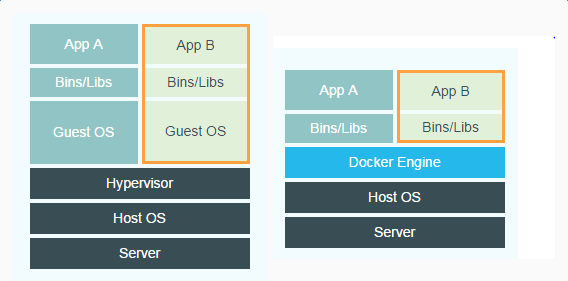 App A App B
Bins/Libs Bins/Libs
Guest OS Guest OS
Hypervisor
Host OS
Server
App A App B
Bins/Libs Bins/Libs
Docker Engine
Host OS
Server